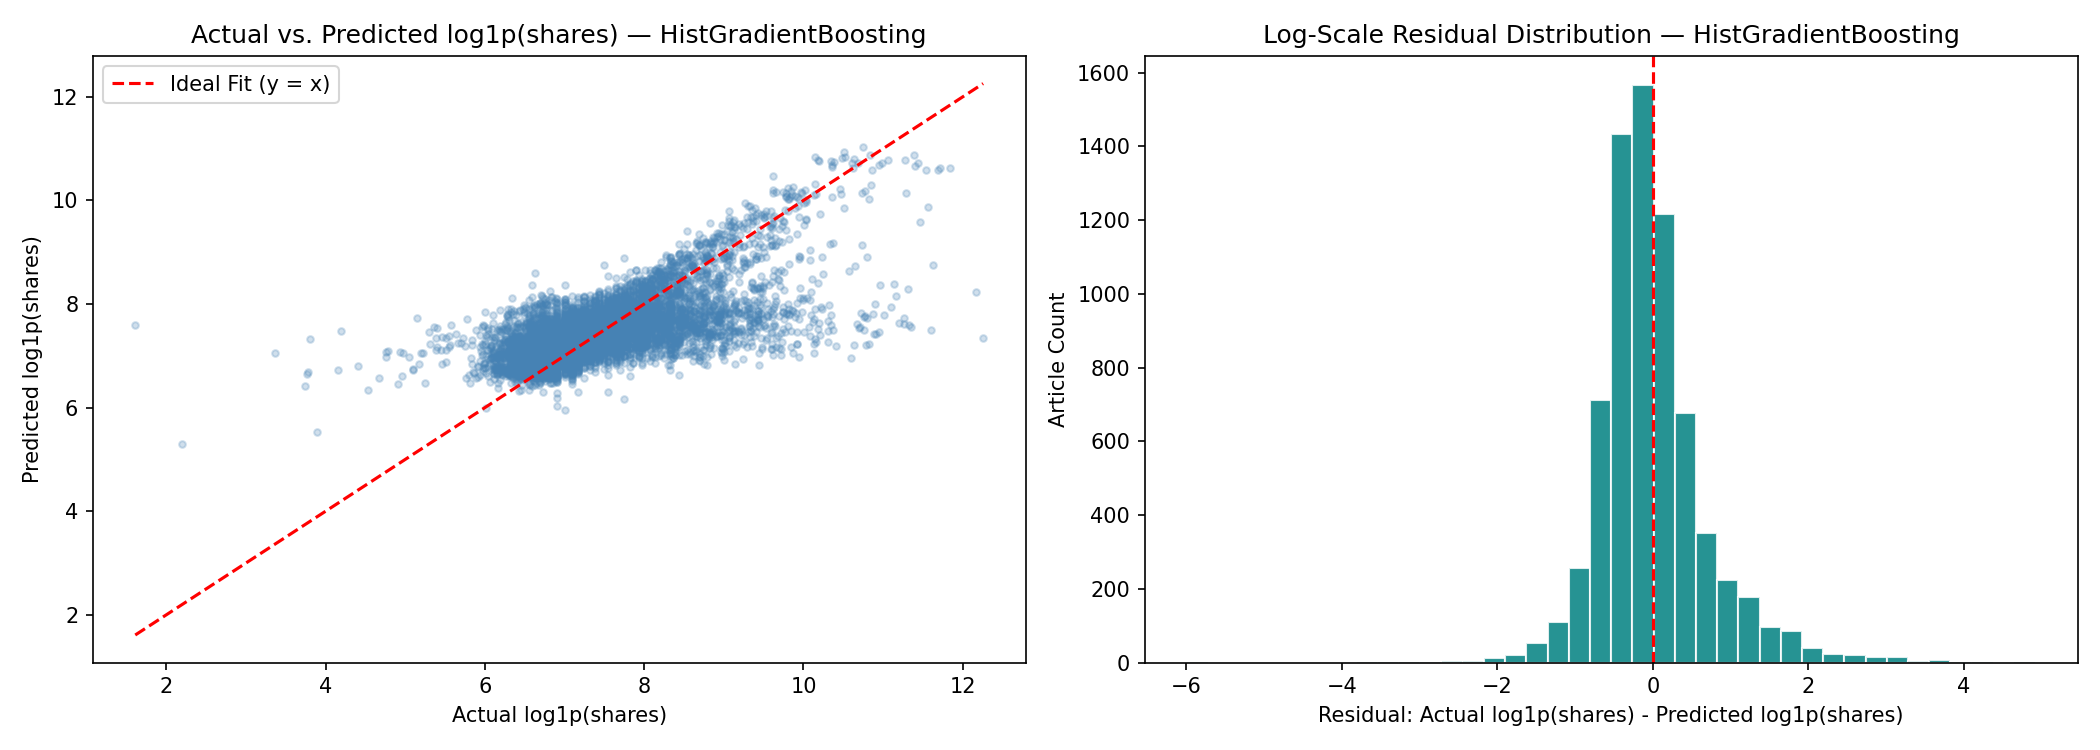 Actual vs. Predicted log1p(shares) — HistGradientBoosting
Ideal Fit (y = x)
12
10
8
6
4
2
Predicted log1p(shares)
2 4 6 8 10 12
Actual log1p(shares)
Log-Scale Residual Distribution — HistGradientBoosting
1600
1400
1200
1000
800
600
400
200
0
Article Count
−6 −4 −2 0 2 4
Residual: Actual log1p(shares) - Predicted log1p(shares)